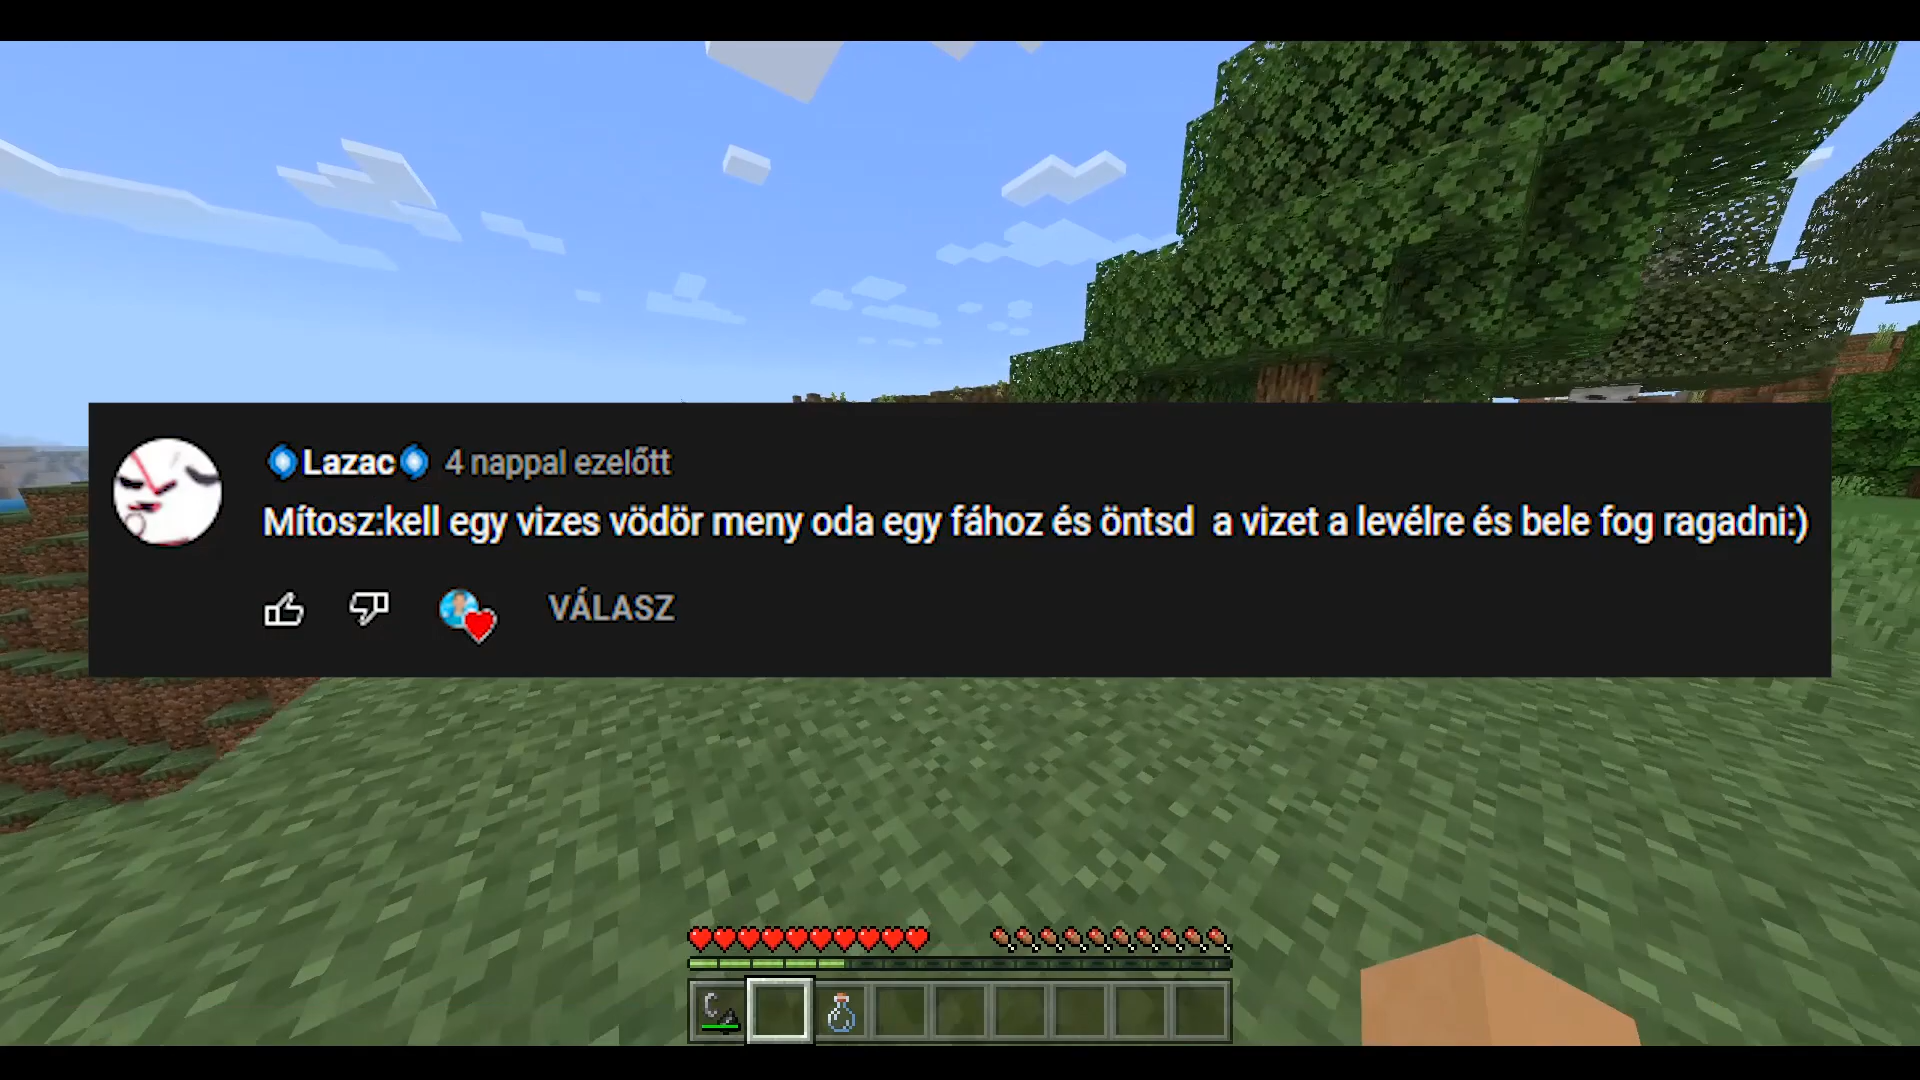 Lazac 4 nappal ezelőtt
Mítosz:kell egy vizes vödör meny oda egy fához és öntsd  a vizet a levélre és bele fog ragadni:)
VÁLASZ